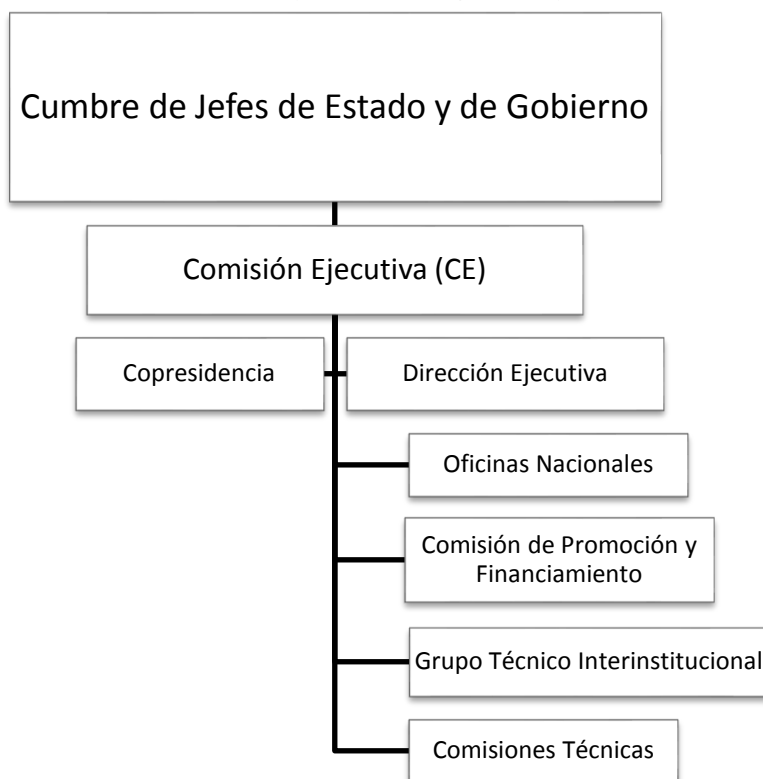 Cumbre de Jefes de Estado y de Gobierno
Comisión Ejecutiva (CE)
Copresidencia
Dirección Ejecutiva
Oficinas Nacionales
Comisión de Promoción y
Financiamiento
Grupo Técnico Interinstitucional
Comisiones Técnicas